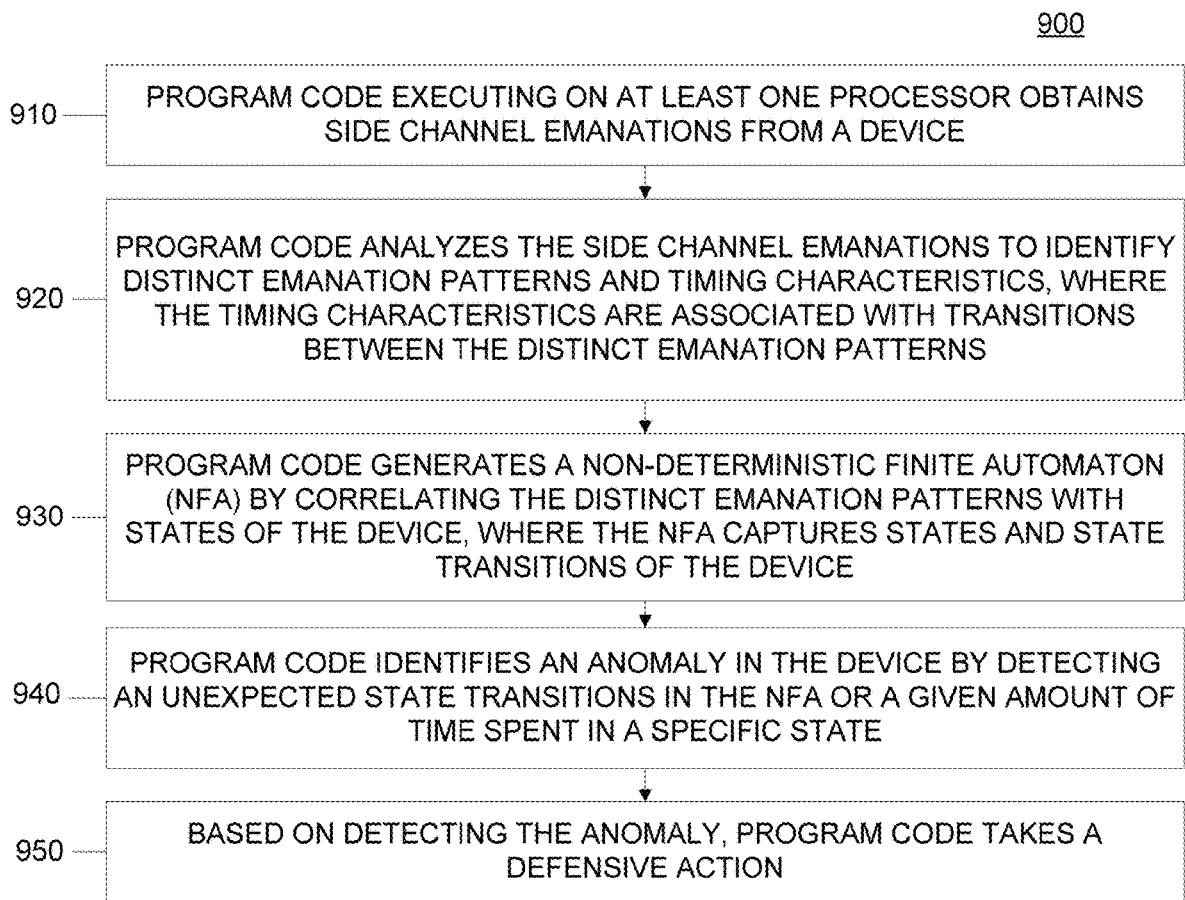 900
910
PROGRAM CODE EXECUTING ON AT LEAST ONE PROCESSOR OBTAINS
SIDE CHANNEL EMANATIONS FROM A DEVICE
920
PROGRAM CODE ANALYZES THE SIDE CHANNEL EMANATIONS TO IDENTIFY
DISTINCT EMANATION PATTERNS AND TIMING CHARACTERISTICS, WHERE
THE TIMING CHARACTERISTICS ARE ASSOCIATED WITH TRANSITIONS
BETWEEN THE DISTINCT EMANATION PATTERNS
930
PROGRAM CODE GENERATES A NON-DETERMINISTIC FINITE AUTOMATON
(NFA) BY CORRELATING THE DISTINCT EMANATION PATTERNS WITH
STATES OF THE DEVICE, WHERE THE NFA CAPTURES STATES AND STATE
TRANSITIONS OF THE DEVICE
940
PROGRAM CODE IDENTIFIES AN ANOMALY IN THE DEVICE BY DETECTING
AN UNEXPECTED STATE TRANSITIONS IN THE NFA OR A GIVEN AMOUNT OF
TIME SPENT IN A SPECIFIC STATE
950
BASED ON DETECTING THE ANOMALY, PROGRAM CODE TAKES A
DEFENSIVE ACTION